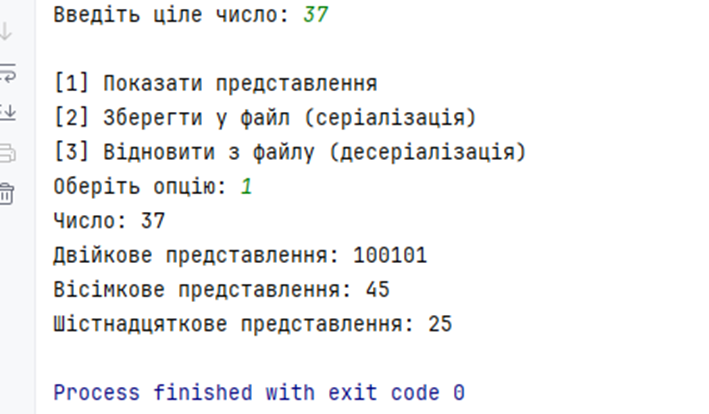 Введіть ціле число: 37
[1] Показати представлення
[2] Зберегти у файл (серіалізація)
[3] Відновити з файлу (десеріалізація)
Оберіть опцію: 1
Число: 37
Двійкове представлення: 100101
Вісімкове представлення: 45
Шістнадцяткове представлення: 25
Process finished with exit code 0